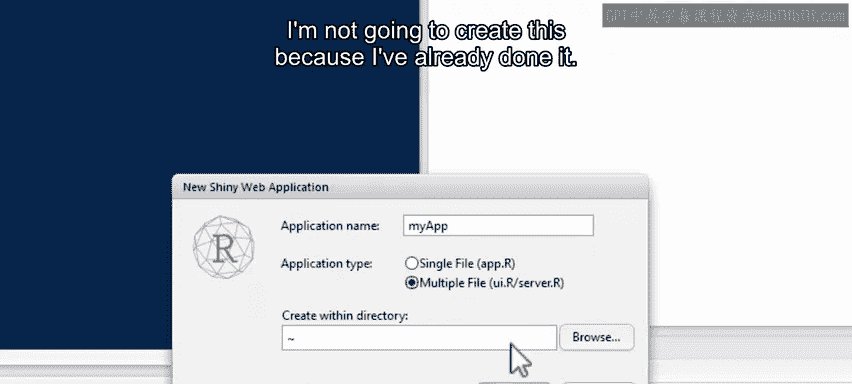 I'm not going to create this
because I've already done it.
New Shiny Web Application
R
Application name:
myApp
Application type:
Single File (app.R)
Multiple File (ui.R/server.R)
Create within directory:
~
Browse...